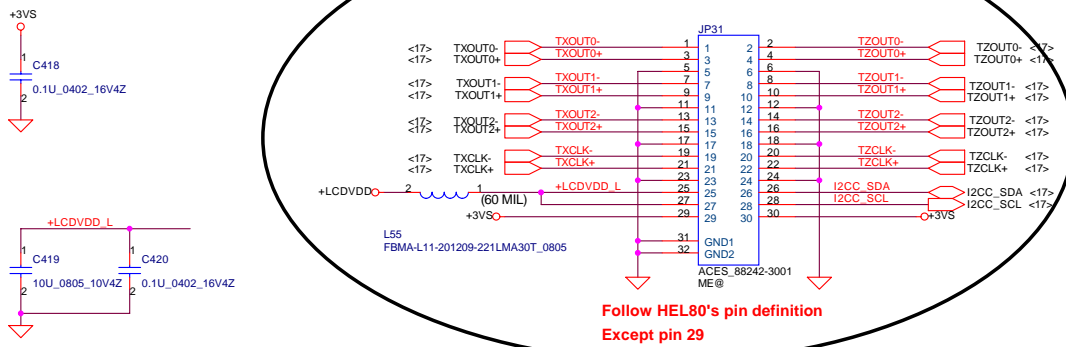 +3VS
1
C418
0.1U_0402_16V4Z
2
+LCDVDD_L
1 1
C419 C420
10U_0805_10V4Z 0.1U_0402_16V4Z
2 2
JP31
<17> TXOUT0- TXOUT0- 1 1 2 2 TZOUT0- TZOUT0- <17>
<17> TXOUT0+ TXOUT0+ 3 3 4 4 TZOUT0+ TZOUT0+ <17>
5 5 6 6
<17> TXOUT1- TXOUT1- 7 7 8 8 TZOUT1- TZOUT1- <17>
<17> TXOUT1+ TXOUT1+ 9 9 10 10 TZOUT1+ TZOUT1+ <17>
11 11 12 12
<17> TXOUT2- TXOUT2- 13 13 14 14 TZOUT2- TZOUT2- <17>
<17> TXOUT2+ TXOUT2+ 15 15 16 16 TZOUT2+ TZOUT2+ <17>
17 17 18 18
<17> TXCLK- TXCLK- 19 19 20 20 TZCLK- TZCLK- <17>
<17> TXCLK+ TXCLK+ 21 21 22 22 TZCLK+ TZCLK+ <17>
23 23 24 24
+LCDVDD 2 1 +LCDVDD_L 25 25 26 26 I2CC_SDA I2CC_SDA <17>
(60 MIL) 27 27 28 28 I2CC_SCL I2CC_SCL <17>
+3VS 29 29 30 30 +3VS
L55
FBMA-L11-201209-221LMA30T_0805
31 GND1
32 GND2
ACES_88242-3001
ME@
Follow HEL80's pin definition
Except pin 29